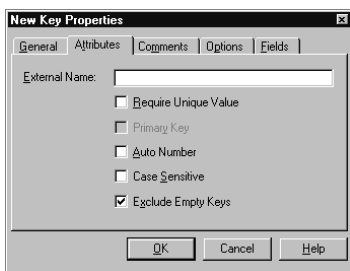 New Key Properties
General Attributes Comments Options Fields
External Name:
Require Unique Value
Primary Key
Auto Number
Case Sensitive
Exclude Empty Keys
OK Cancel Help